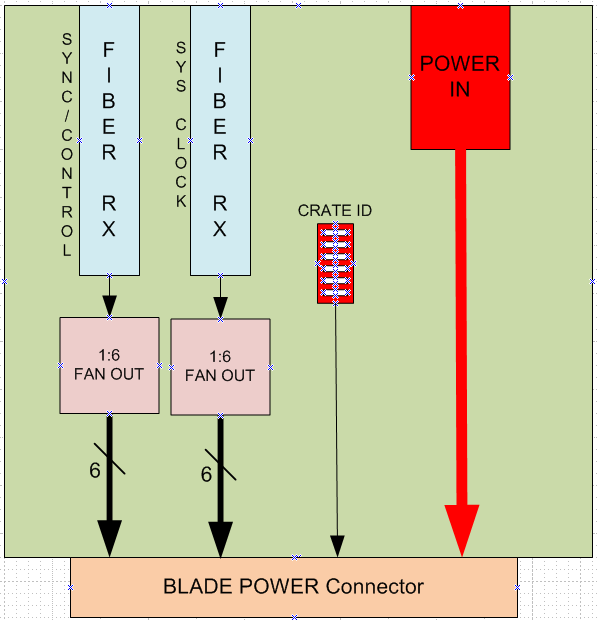 SYNC/CONTROL
FIBER RX
SYS CLOCK
FIBER RX
POWER
IN
CRATE ID
1:6
FAN OUT
1:6
FAN OUT
6
6
BLADE POWER Connector